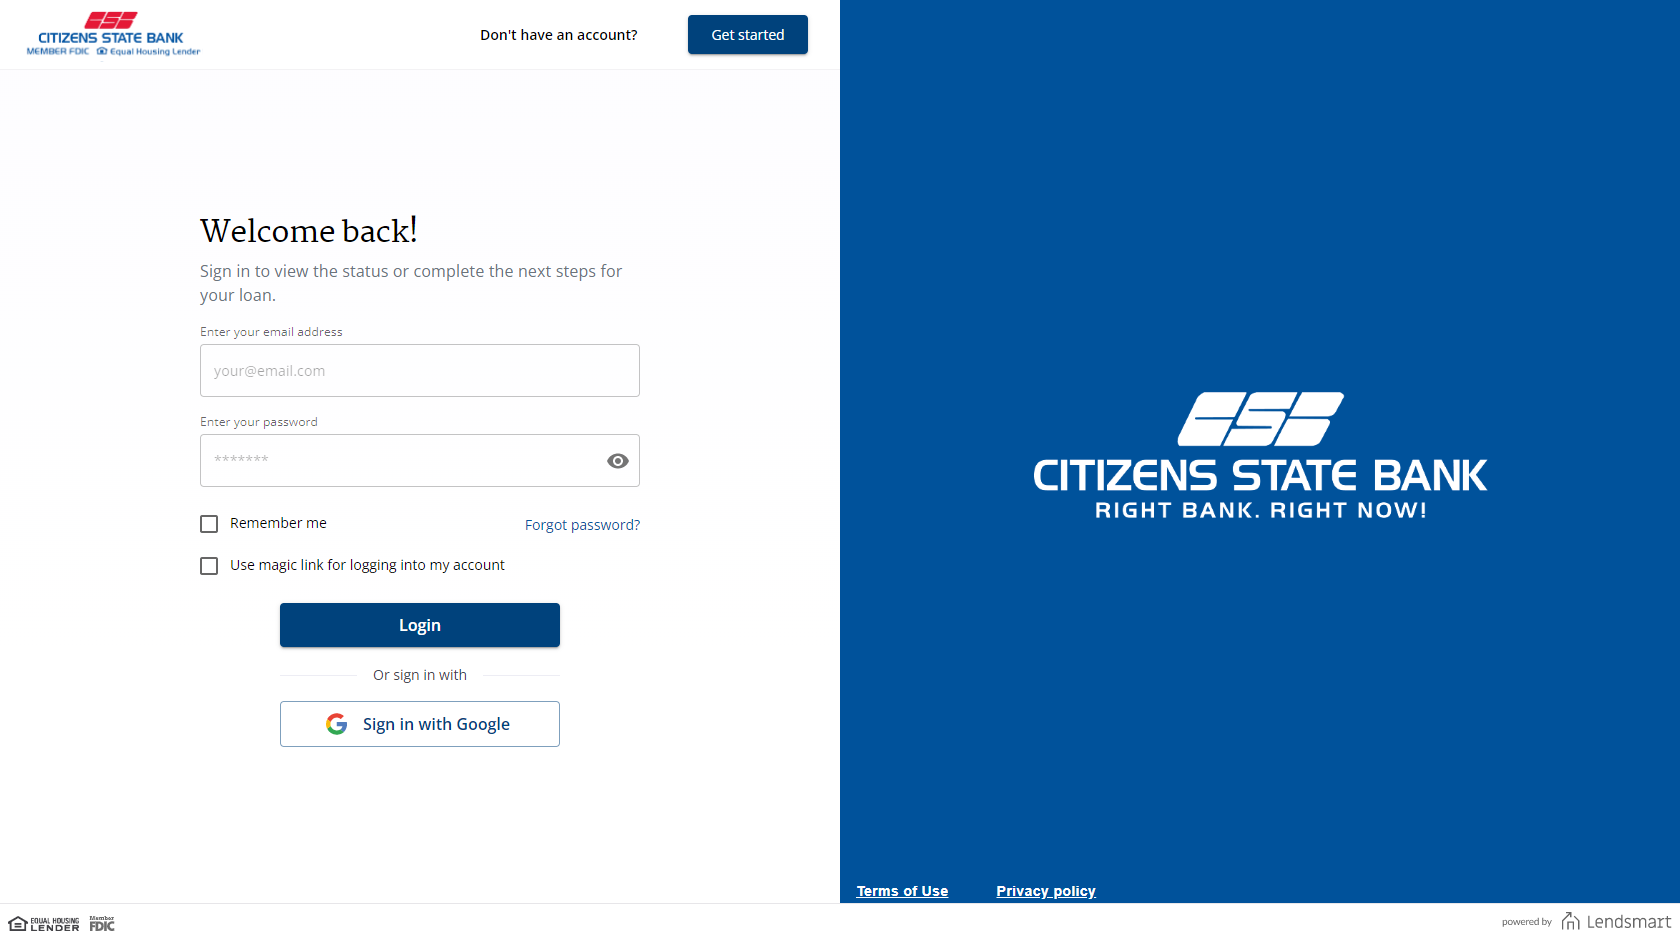 CITIZENS STATE BANK
MEMBER FDIC Equal Housing Lender
Don't have an account?
Get started
Welcome back!
Sign in to view the status or complete the next steps for
your loan.
Enter your email address
your@email.com
Enter your password
*******
Remember me
Forgot password?
Use magic link for logging into my account
Login
Or sign in with
Sign in with Google
CSB
CITIZENS STATE BANK
RIGHT BANK. RIGHT NOW!
Terms of Use
Privacy policy
EQUAL HOUSING
LENDER
Member
FDIC
powered by Lendsmart